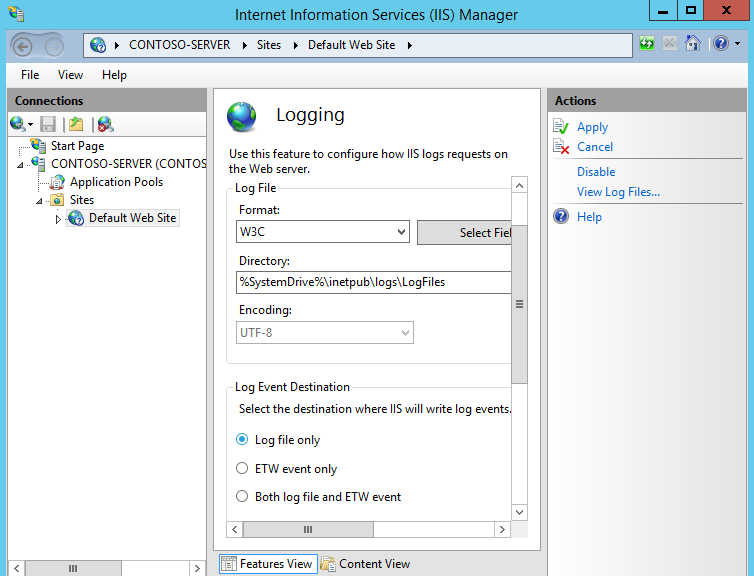 Internet Information Services (IIS) Manager
CONTOSO-SERVER
Sites
Default Web Site
File
View
Help
Connections
Start Page
CONTOSO-SERVER (CONTOS
Application Pools
Sites
Default Web Site
Logging
Use this feature to configure how IIS logs requests on
the Web server.
Log File
Format:
W3C
Select Fiel
Directory:
%SystemDrive%\inetpub\logs\LogFiles
Encoding:
UTF-8
Log Event Destination
Select the destination where IIS will write log events.
Log file only
ETW event only
Both log file and ETW event
Features View
Content View
Actions
Apply
Cancel
Disable
View Log Files...
Help